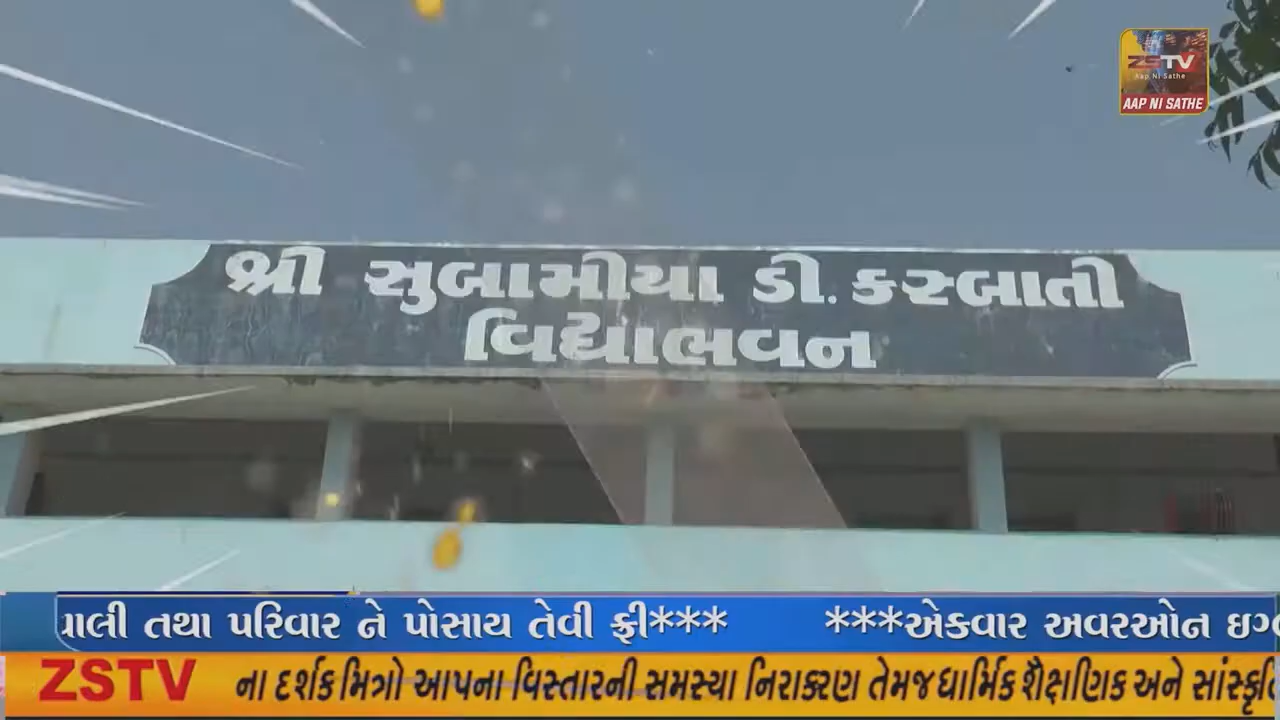 ZSTV
Aap Ni Sathe
AAP NI SATHE
શ્રી સુબામીયા ડી. કરબાતી
વિદ્યાભવન
તથા પરિવાર ને પોસાય તેવી ફ્રી*** ***એકવાર અવરઓન
ZSTV ના દર્શક મિત્રો આપના વિસ્તારની સમસ્યા નિરાકરણ તેમજ ધાર્મિક શૈક્ષણિક અને